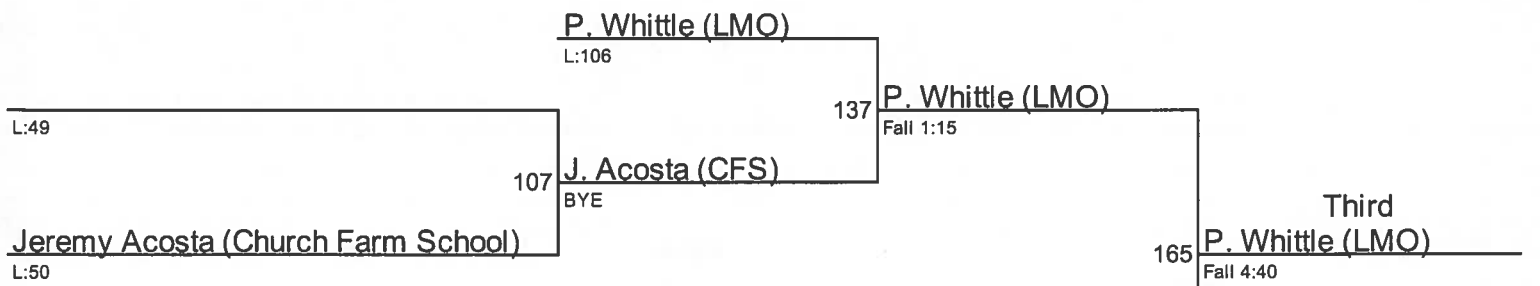 P. Whittle (LMO)
L:106
L:49
137
P. Whittle (LMO)
Fall 1:15
107
J. Acosta (CFS)
BYE
Jeremy Acosta (Church Farm School)
L:50
Third
165
P. Whittle (LMO)
Fall 4:40